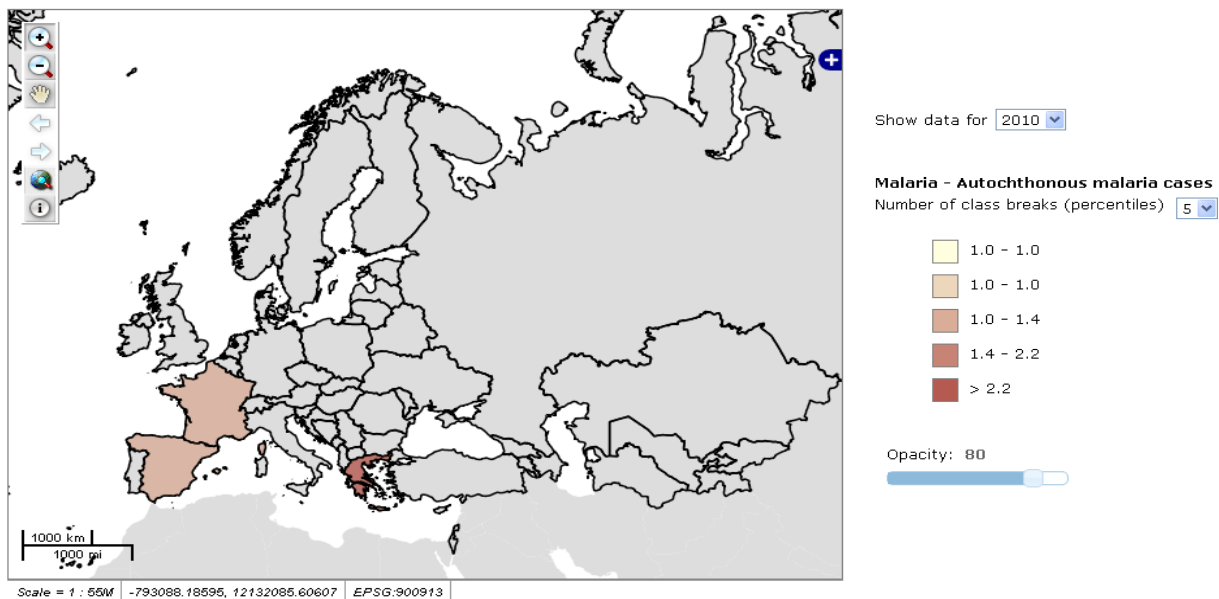 Show data for 2010
Malaria - Autochthonous malaria cases
Number of class breaks (percentiles) 5
1.0 - 1.0
1.0 - 1.0
1.0 - 1.4
1.4 - 2.2
> 2.2
Opacity: 80
1000 km
1000 mi
Scale = 1 : 55M -793088.18595, 12132085.60607 EPSG:900913